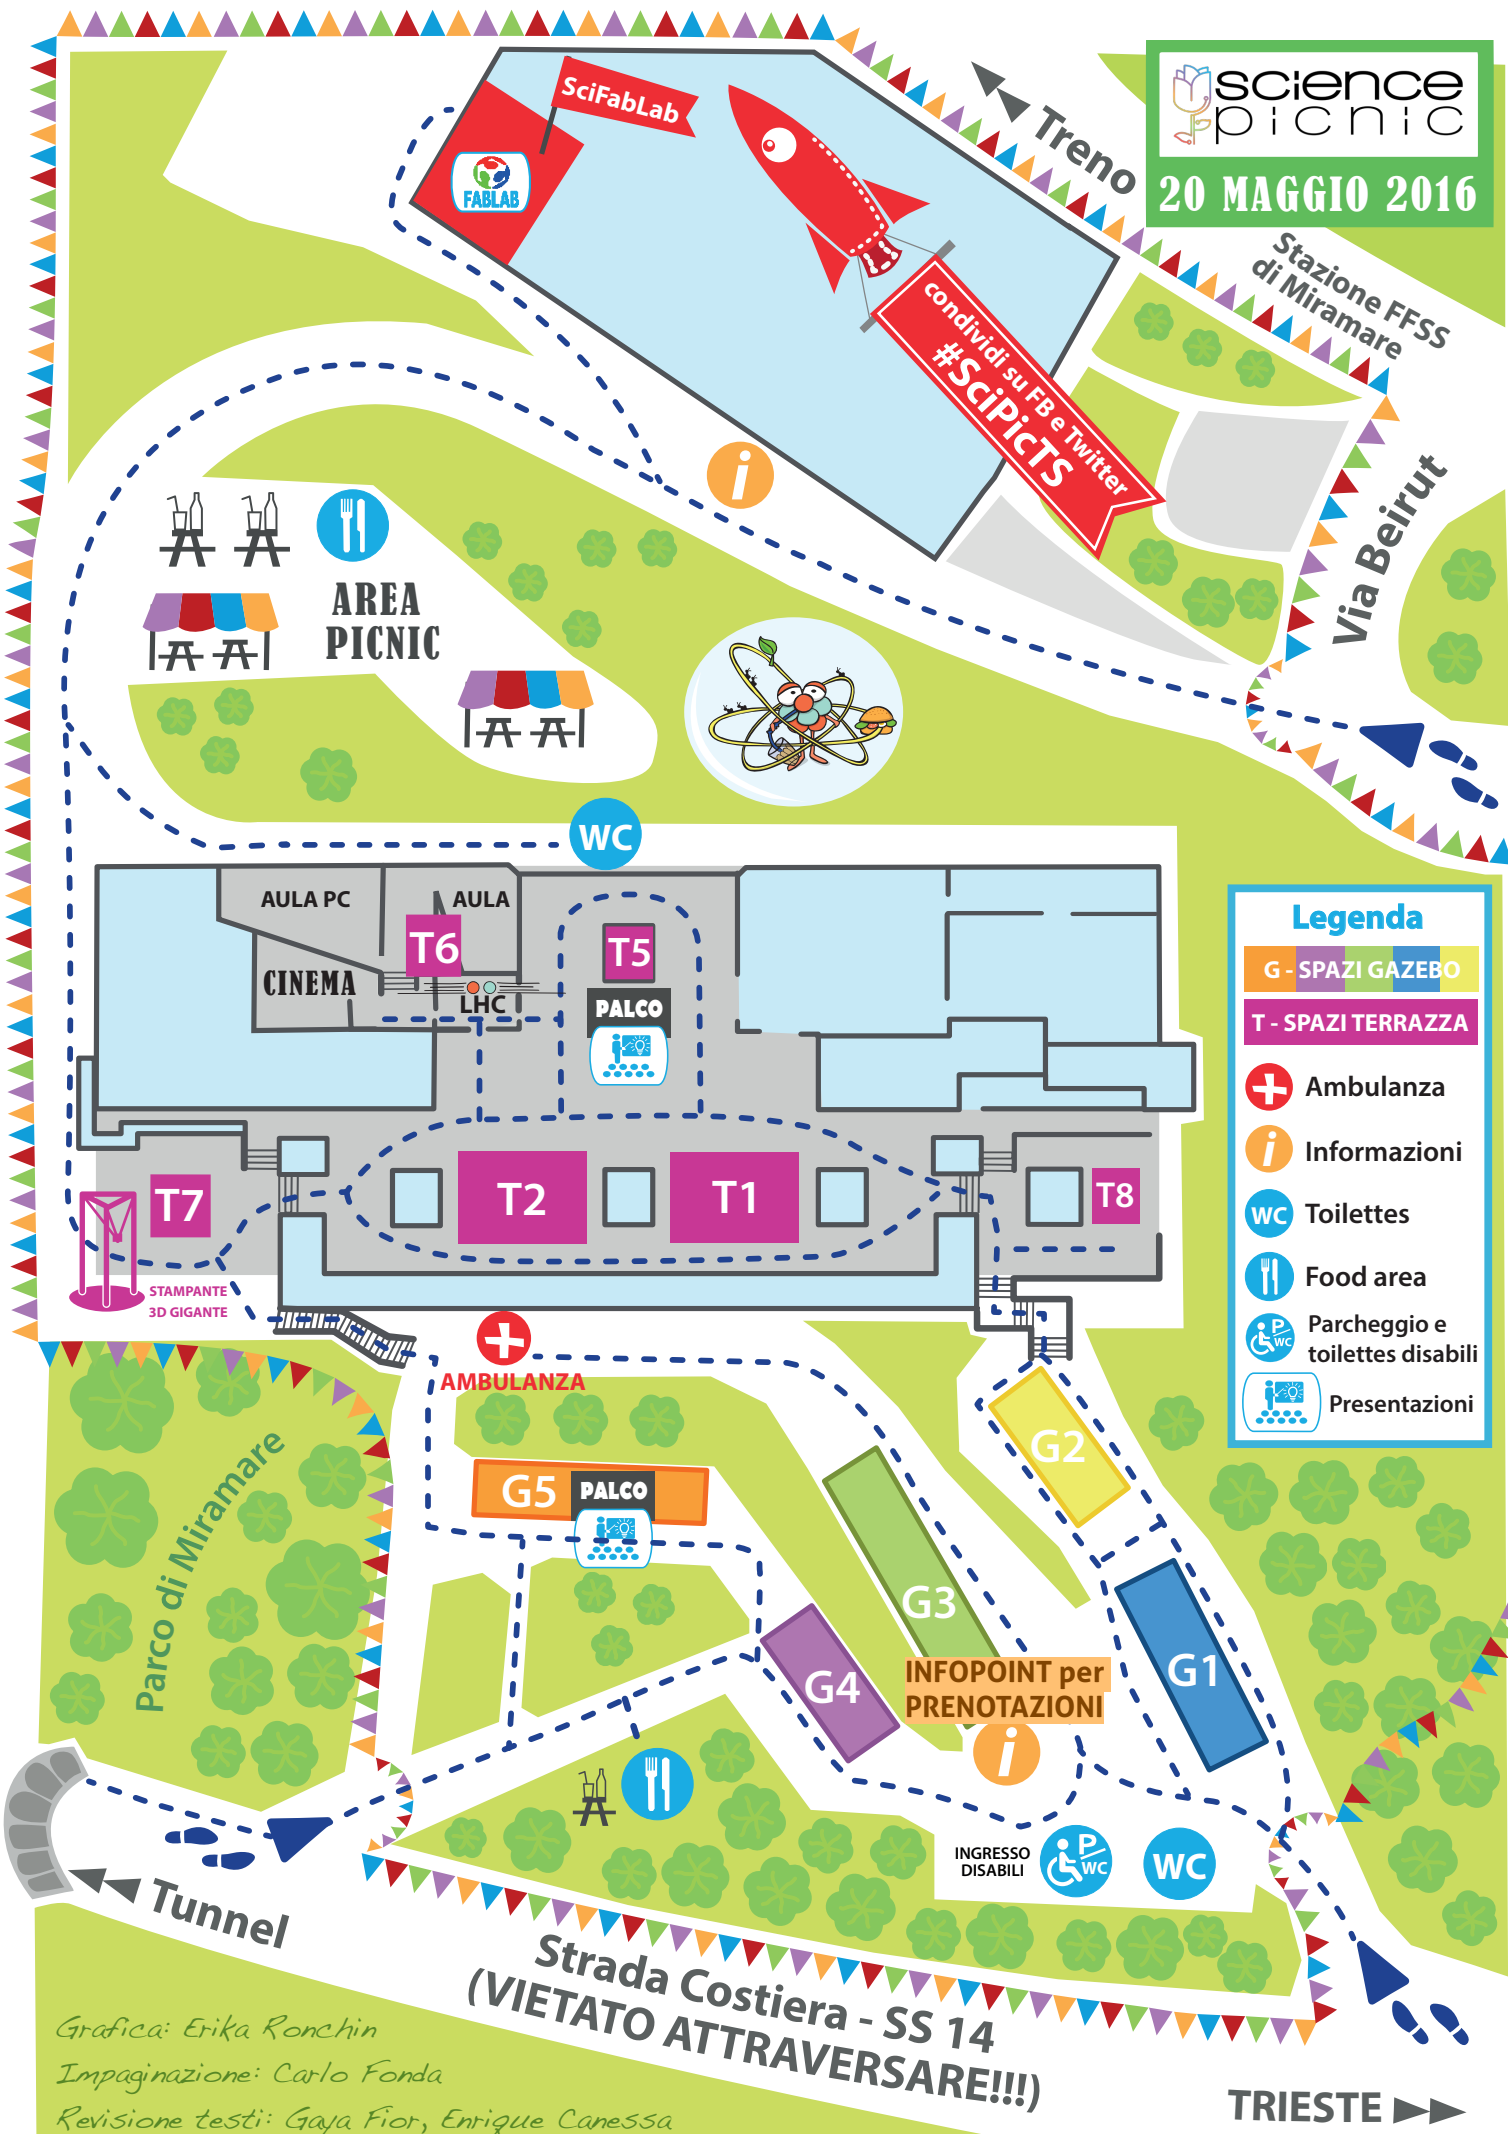 science
picnic
20 MAGGIO 2016
SciFabLab
FABLAB
Treno
Stazione FFSS
di Miramare
condividi su FB e Twitter
#SciPicTS
i
Via Beirut
AREA
PICNIC
WC
AULA PC
AULA
T6
T5
CINEMA
LHC
PALCO
Legenda
G - SPAZI GAZEBO
T - SPAZI TERRAZZA
Ambulanza
i Informazioni
WC Toilettes
Food area
P/WC Parcheggio e
toilettes disabili
Presentazioni
T7
T2
T1
T8
STAMPANTE
3D GIGANTE
AMBULANZA
G2
G5
PALCO
G3
G4
G1
INFOPOINT per
PRENOTAZIONI
i
Parco di Miramare
INGRESSO
DISABILI
P/WC
WC
Tunnel
Strada Costiera - SS 14
(VIETATO ATTRAVERSARE!!!)
TRIESTE
Grafica: Erika Ronchin
Impaginazione: Carlo Fonda
Revisione testi: Gaya Fior, Enrique Canessa